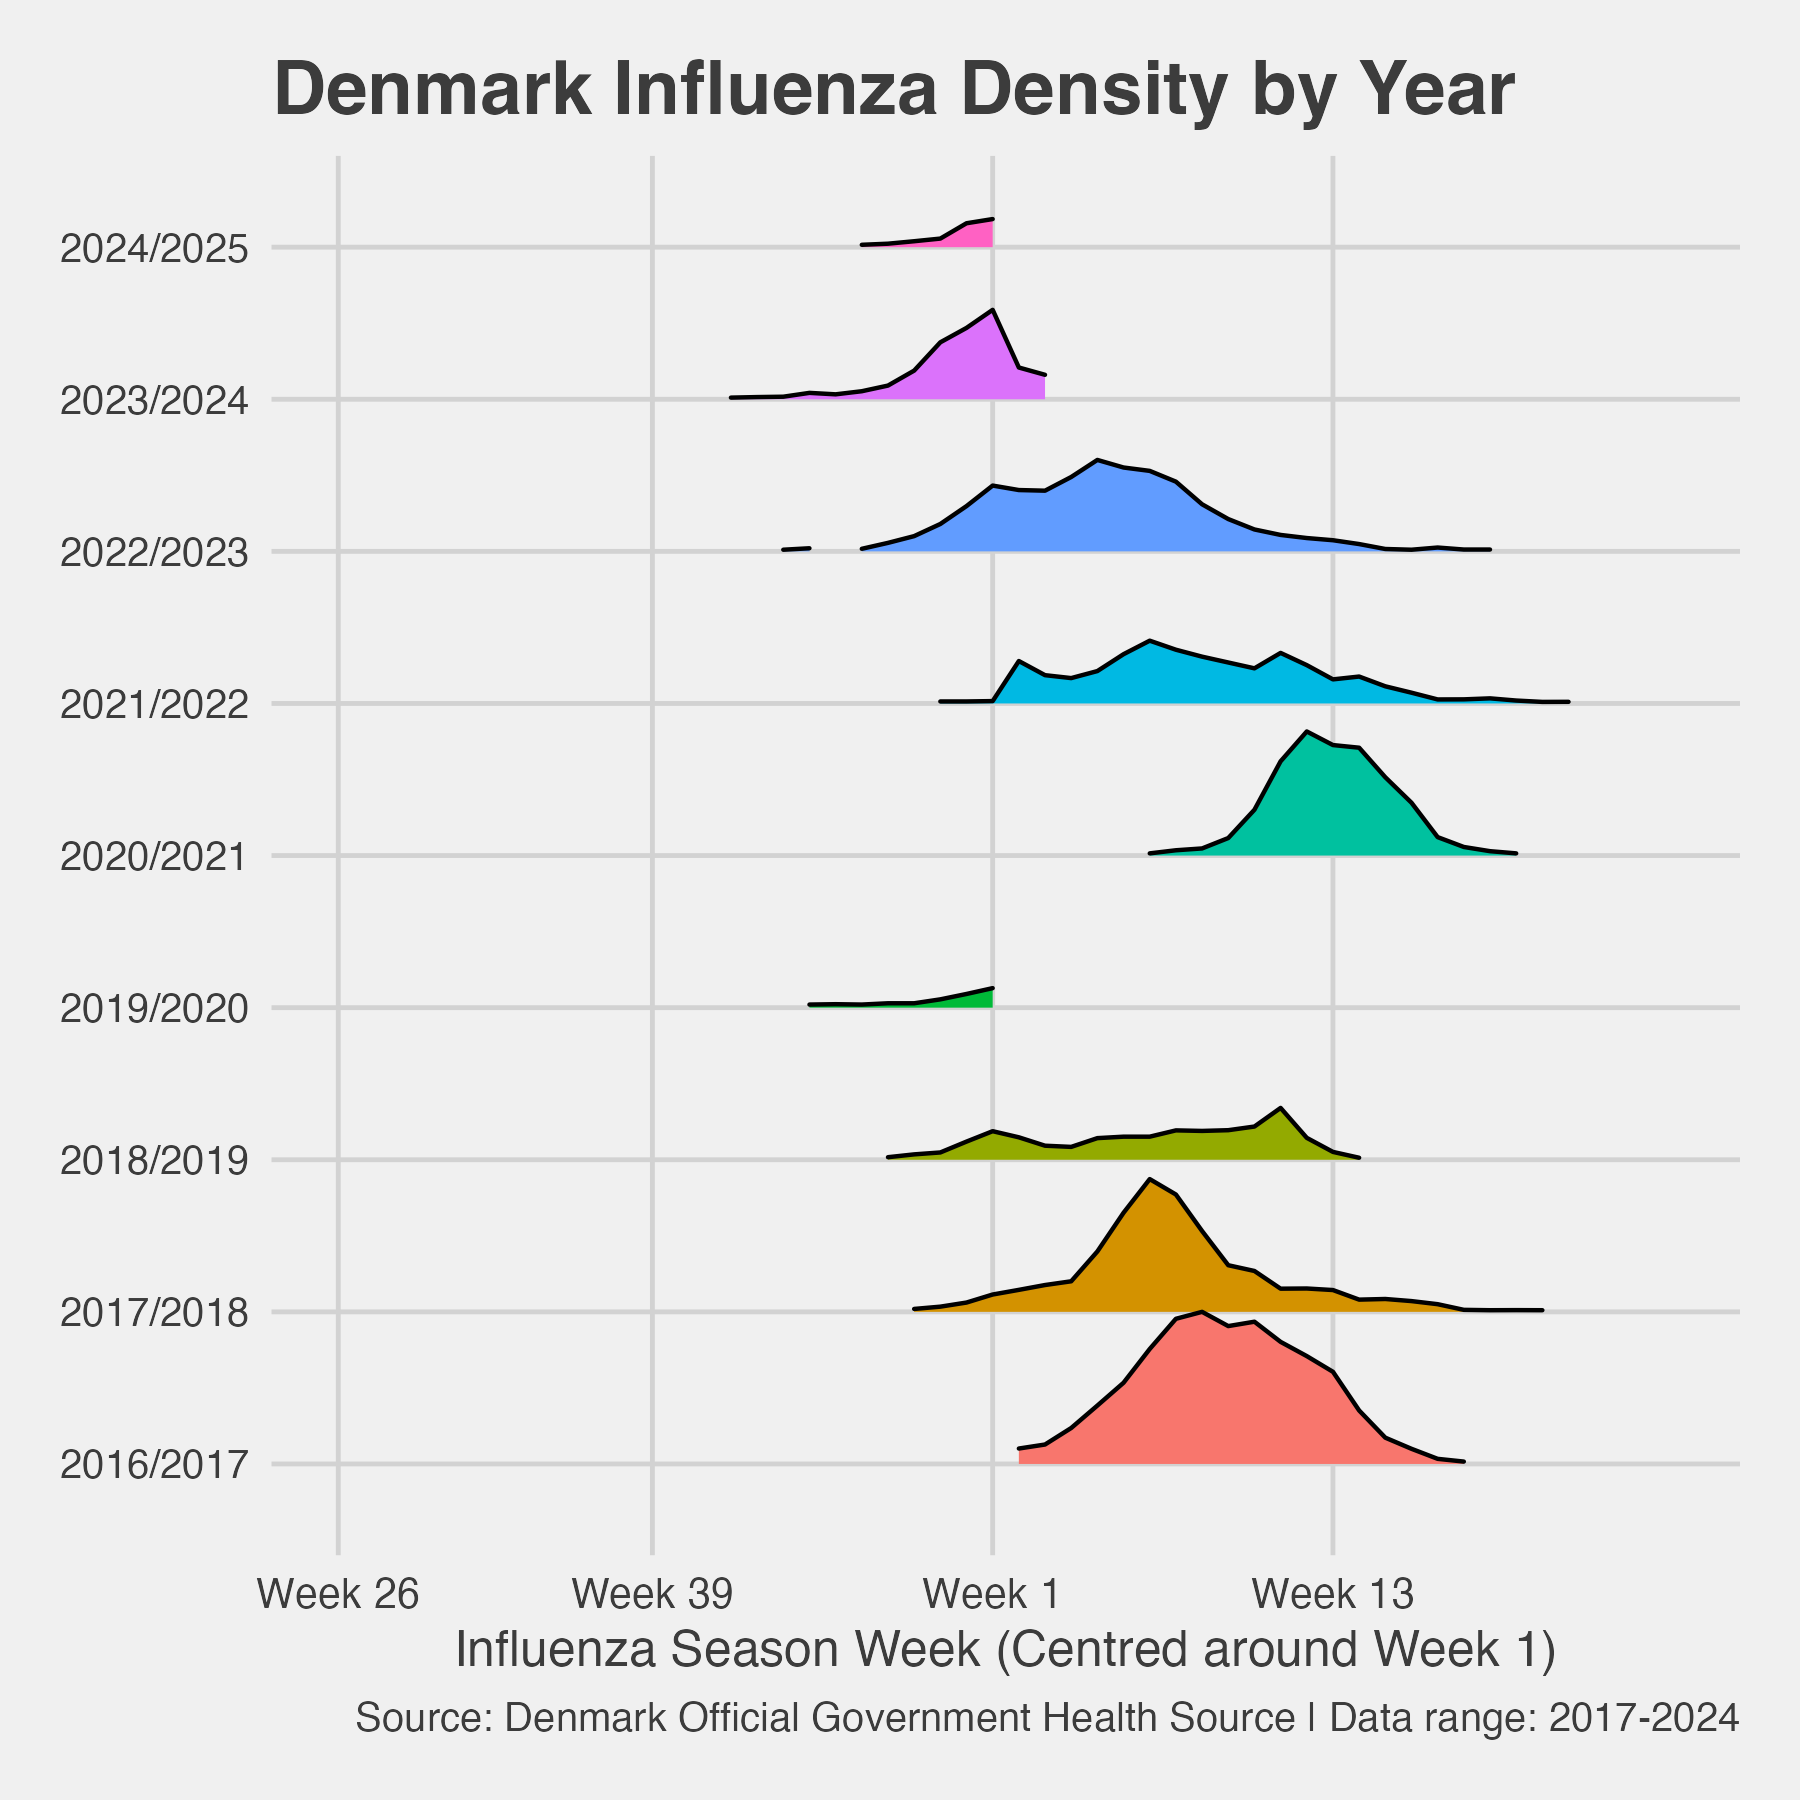 Denmark Influenza Density by Year
2024/2025
2023/2024
2022/2023
2021/2022
2020/2021
2019/2020
2018/2019
2017/2018
2016/2017
Week 26 Week 39 Week 1 Week 13
Influenza Season Week (Centred around Week 1)
Source: Denmark Official Government Health Source | Data range: 2017-2024